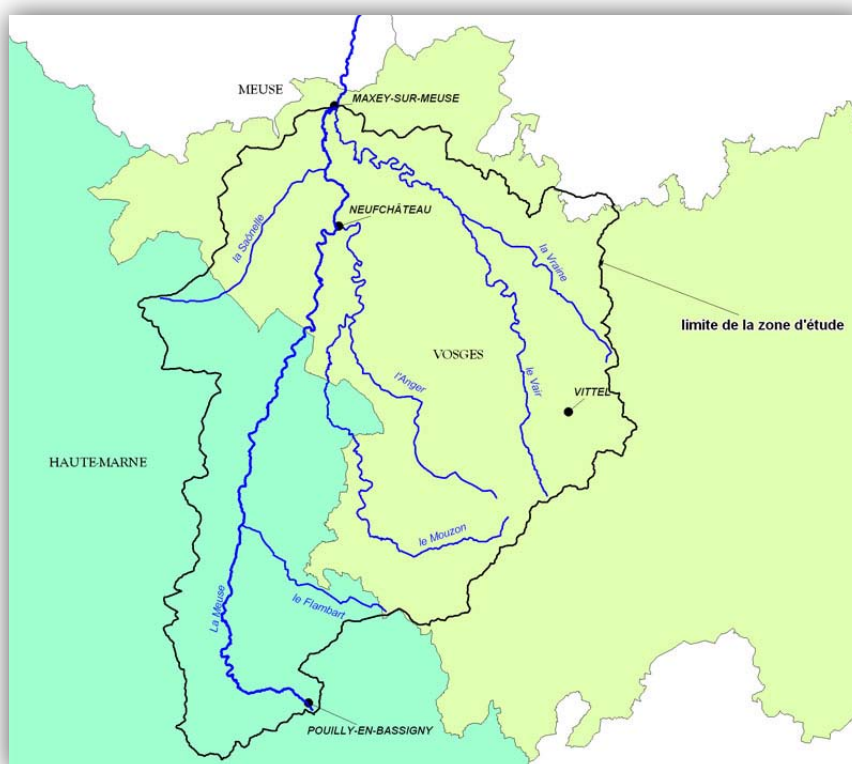 MEUSE
MAXEY-SUR-MEUSE
NEUFCHÂTEAU
la Saônelle
la Vraine
limite de la zone d'étude
VOSGES
l'Anger
le Vair
VITTEL
HAUTE-MARNE
le Mouzon
La Meuse
le Flambart
POUILLY-EN-BASSIGNY